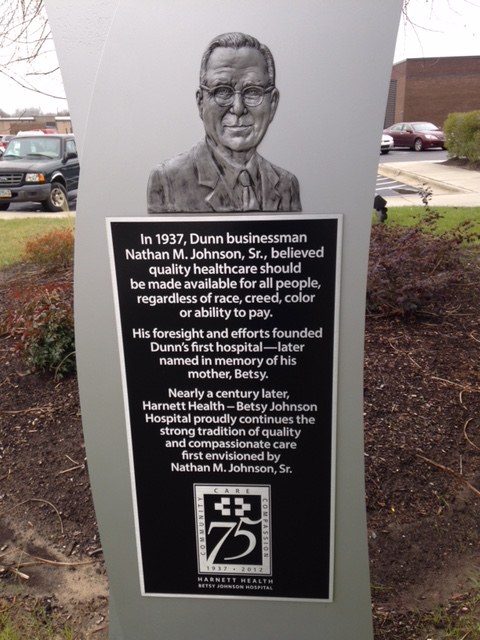 In 1937, Dunn businessman
Nathan M. Johnson, Sr., believed
quality healthcare should
be made available for all people,
regardless of race, creed, color
or ability to pay.
His foresight and efforts founded
Dunn's first hospital—later
named in memory of his
mother, Betsy.
Nearly a century later,
Harnett Health – Betsy Johnson
Hospital proudly continues the
strong tradition of quality
and compassionate care
first envisioned by
Nathan M. Johnson, Sr.
CARE
COMMUNITY
COMPASSION
75
1937 • 2012
HARNETT HEALTH
BETSY JOHNSON HOSPITAL